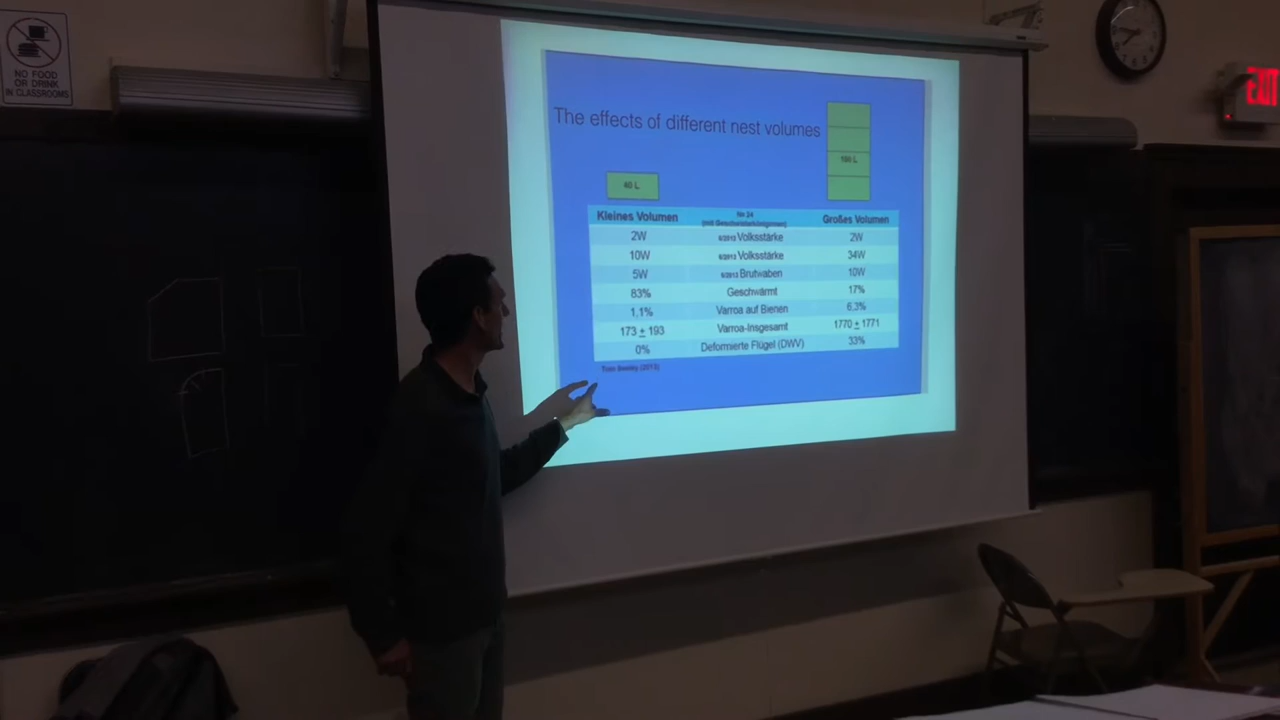 NO FOOD
OR DRINK
IN CLASSROOMS
EXIT
The effects of different nest volumes
L
L
Kleines Volumen Großes Volumen
2W Volksstärke 2W
10W Volksstärke 34W
5W Brutwaben 10W
83% Geschwärmt 17%
1,1% Varroa auf Bienen 6,3%
173 ± 193 Varroa-Insgesamt 1770 ± 1771
0% Deformierte Flügel (DWV) 33%